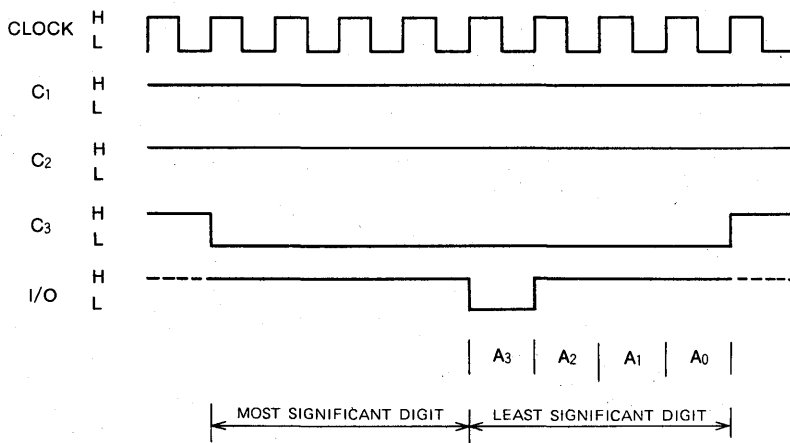 CLOCK H
L
C1 H
L
C2 H
L
C3 H
L
I/O H
L
A3 A2 A1 A0
MOST SIGNIFICANT DIGIT LEAST SIGNIFICANT DIGIT